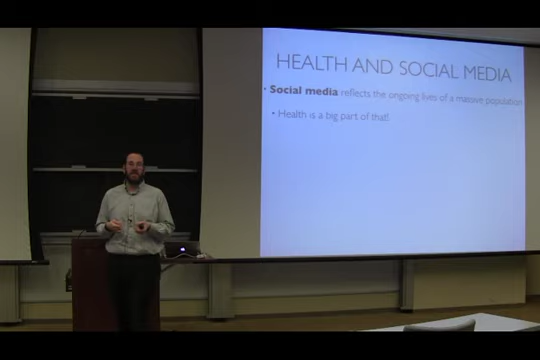 HEALTH AND SOCIAL MEDIA
• Social media reflects the ongoing lives of a massive population
• Health is a big part of that!